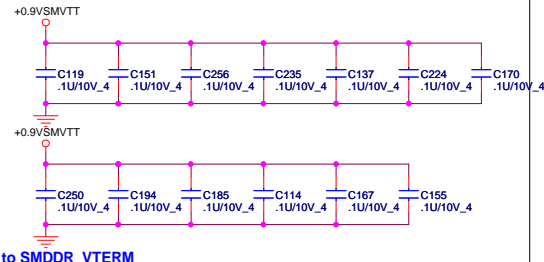 +0.9VSMVTT
C119 C151 C256 C235 C137 C224 C170
.1U/10V_4 .1U/10V_4 .1U/10V_4 .1U/10V_4 .1U/10V_4 .1U/10V_4 .1U/10V_4
+0.9VSMVTT
C250 C194 C185 C114 C167 C155
.1U/10V_4 .1U/10V_4 .1U/10V_4 .1U/10V_4 .1U/10V_4 .1U/10V_4
to SMDDR_VTERM